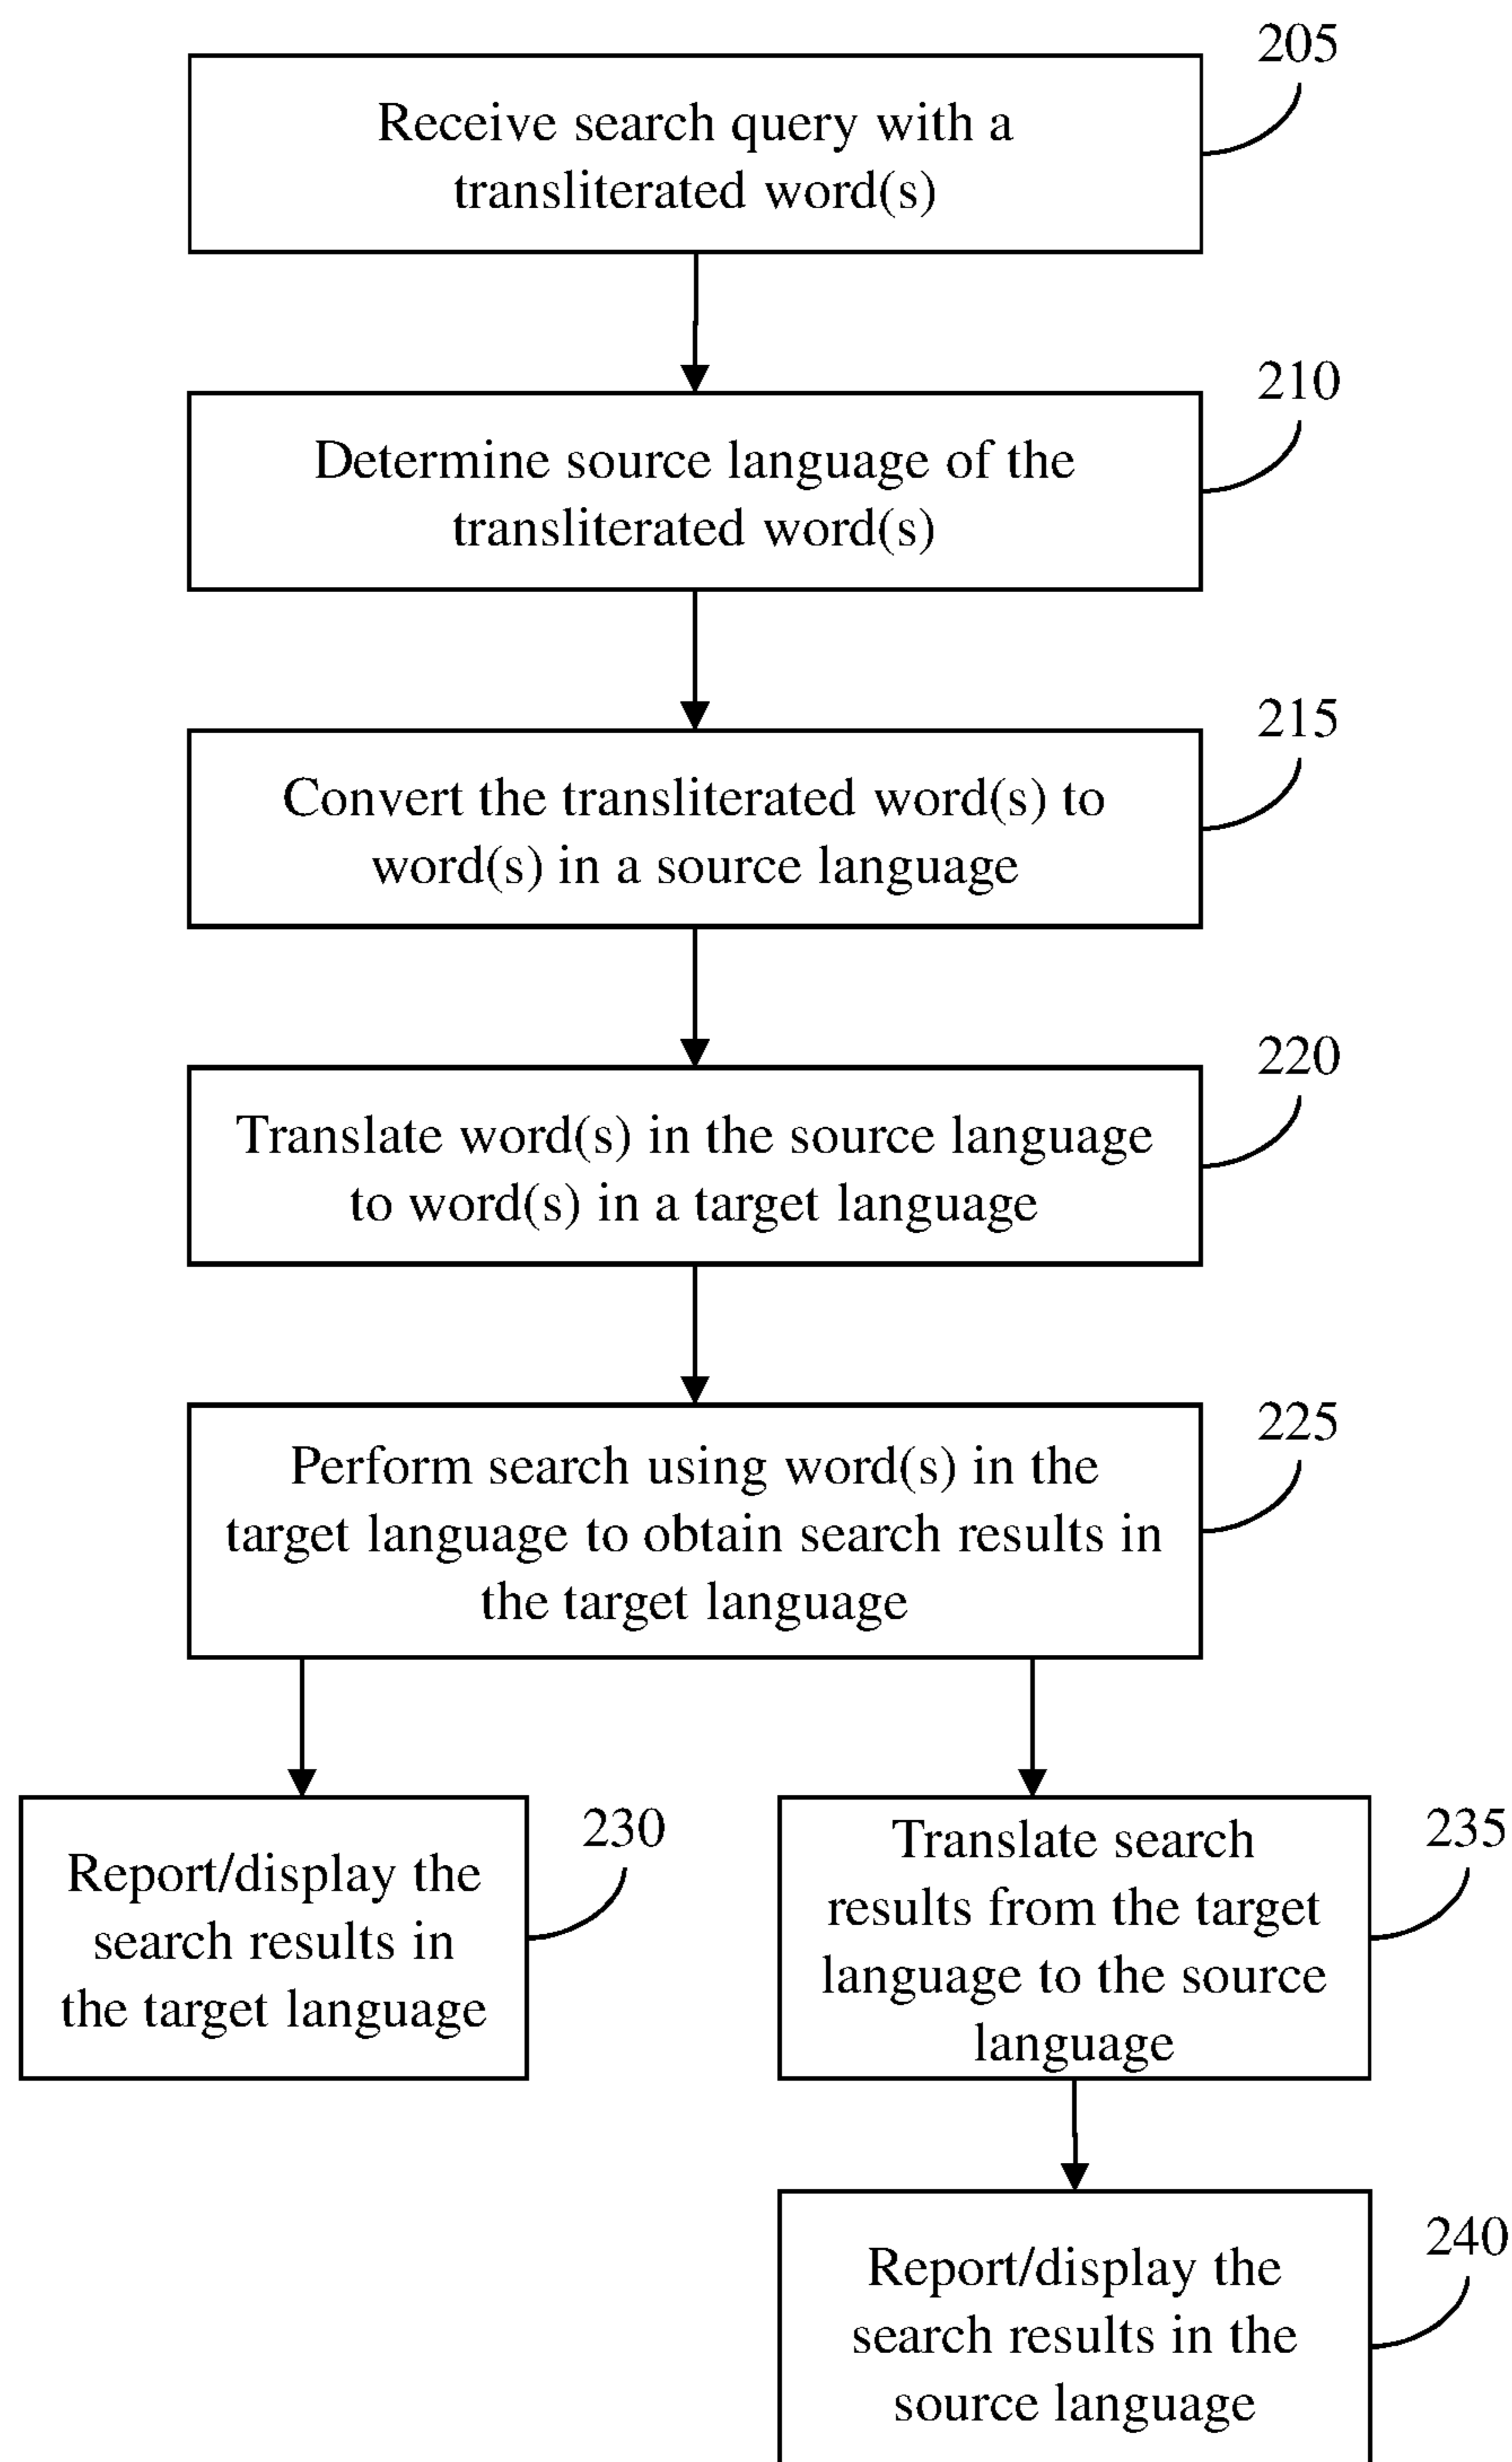 205
Receive search query with a
transliterated word(s)
210
Determine source language of the
transliterated word(s)
215
Convert the transliterated word(s) to
word(s) in a source language
220
Translate word(s) in the source language
to word(s) in a target language
225
Perform search using word(s) in the
target language to obtain search results in
the target language
230
Report/display the
search results in
the target language
235
Translate search
results from the target
language to the source
language
240
Report/display the
search results in the
source language